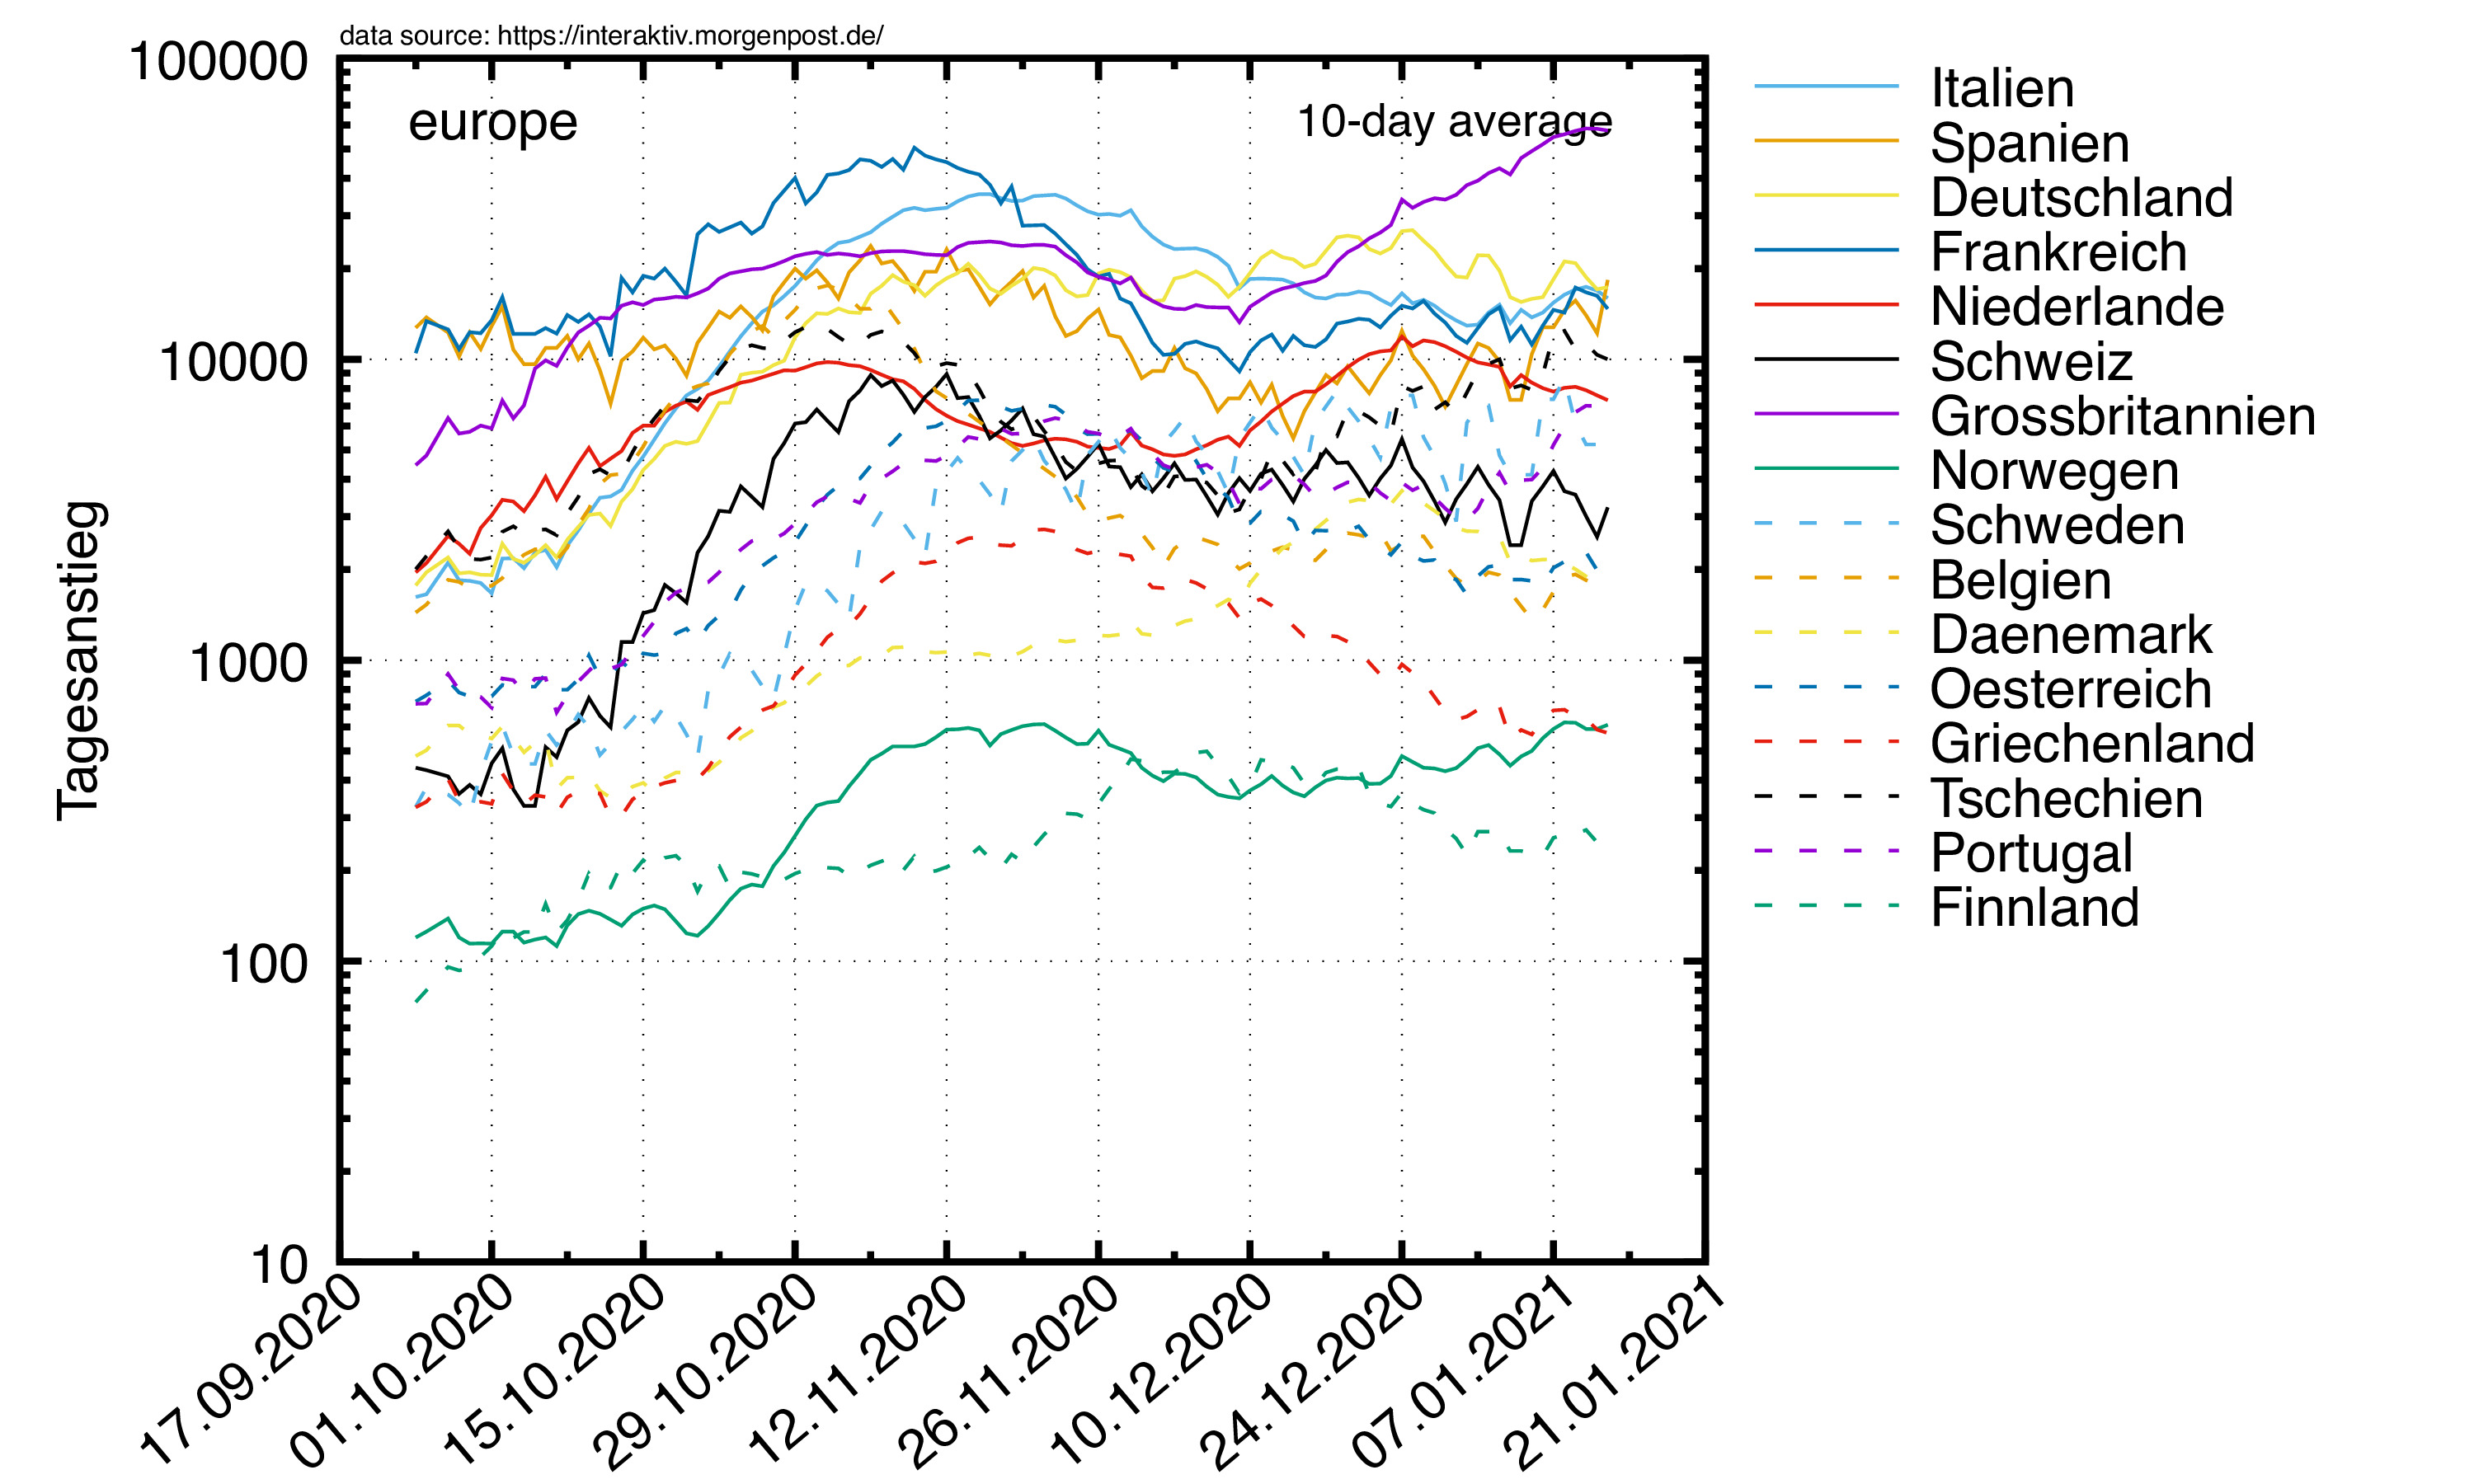 data source: https://interaktiv.morgenpost.de/
100000
europe
10-day average
10000
1000
100
10
Tagesanstieg
17.09.2020
01.10.2020
15.10.2020
29.10.2020
12.11.2020
26.11.2020
10.12.2020
24.12.2020
07.01.2021
21.01.2021
Italien
Spanien
Deutschland
Frankreich
Niederlande
Schweiz
Grossbritannien
Norwegen
Schweden
Belgien
Daenemark
Oesterreich
Griechenland
Tschechien
Portugal
Finnland